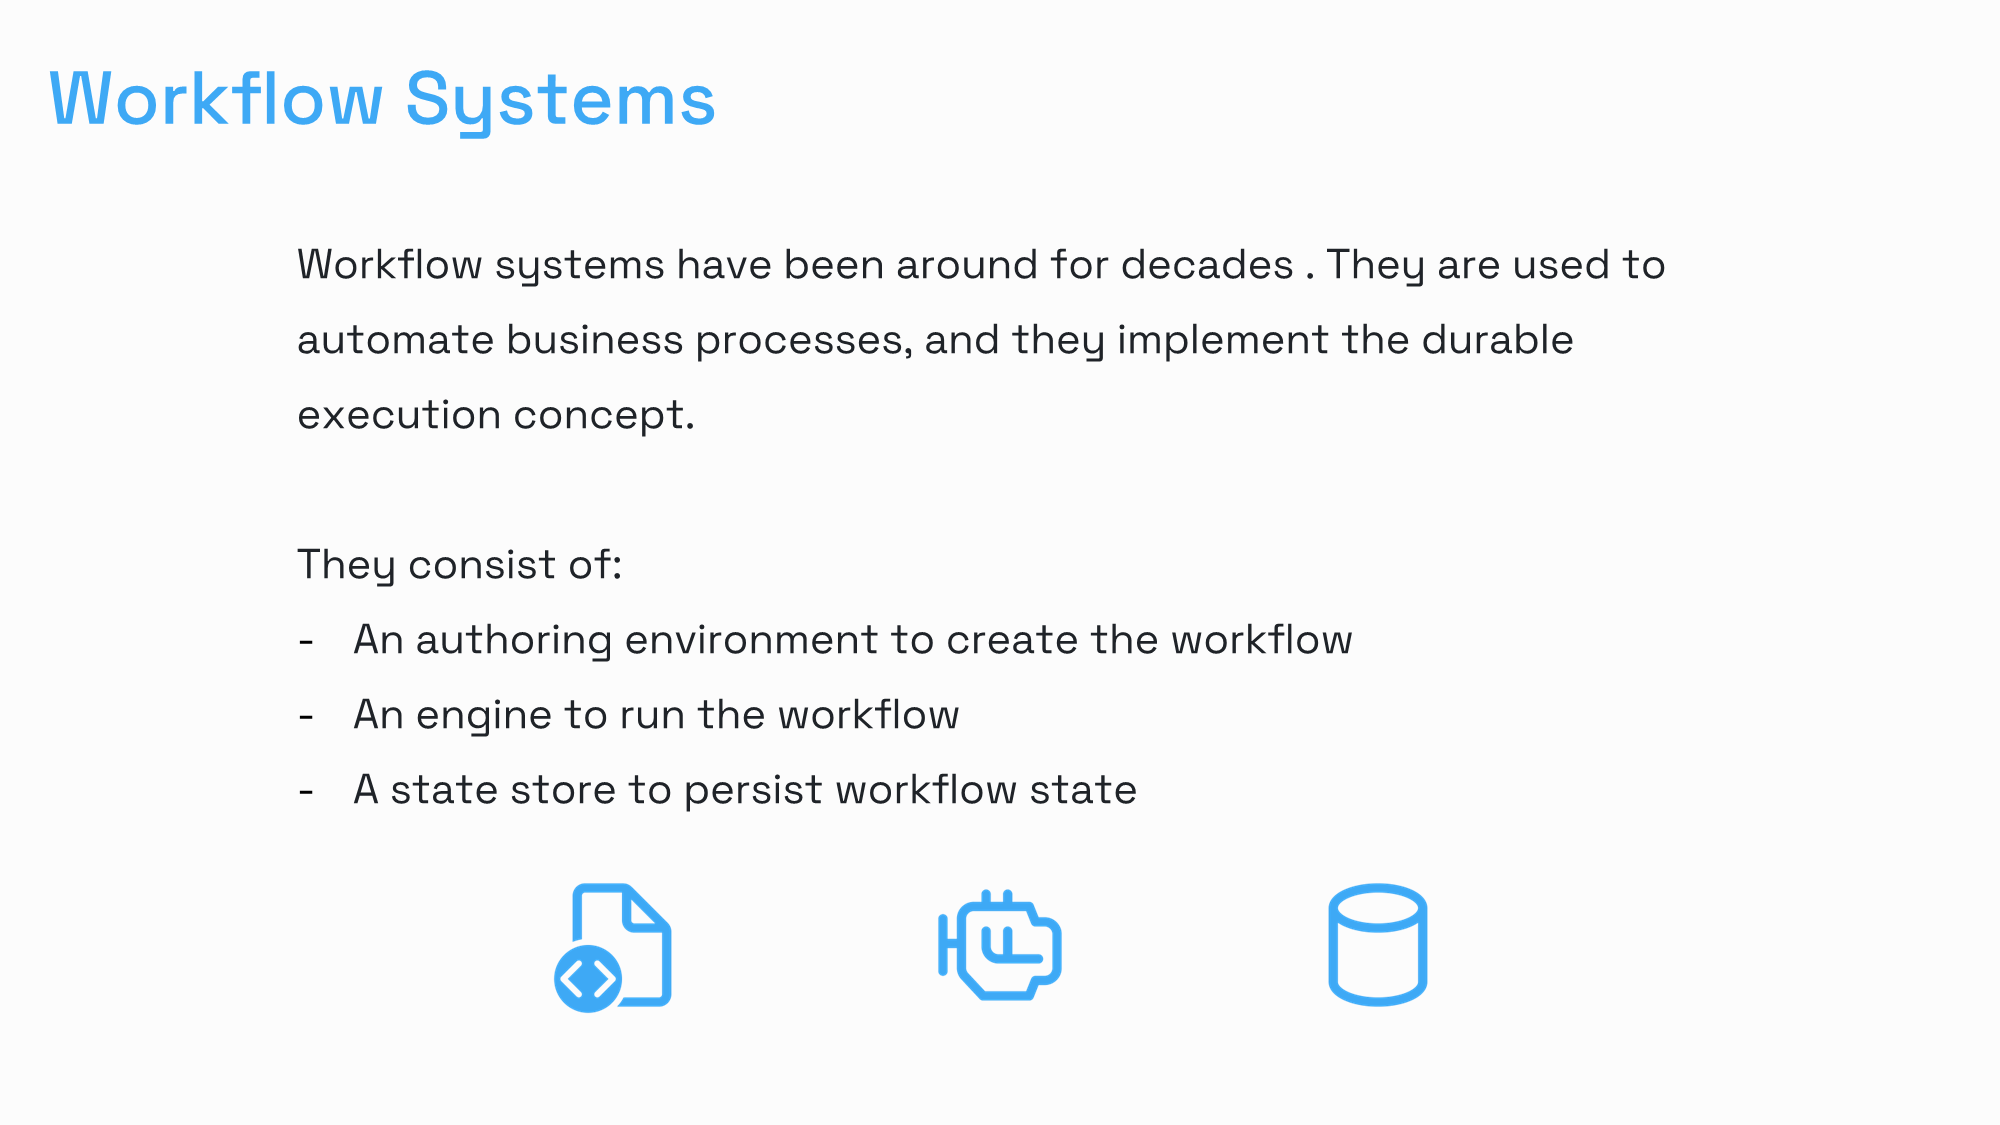 Workflow Systems
Workflow systems have been around for decades . They are used to
automate business processes, and they implement the durable
execution concept.
They consist of:
- An authoring environment to create the workflow
- An engine to run the workflow
- A state store to persist workflow state